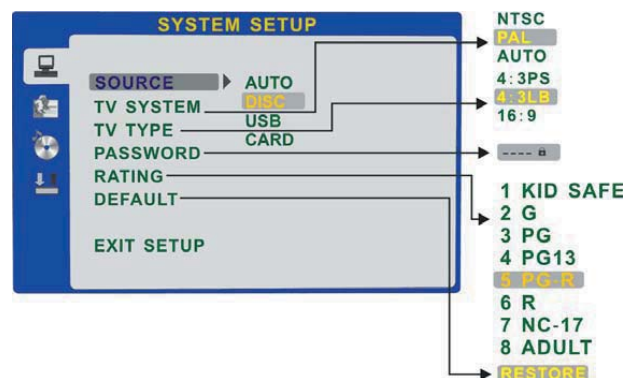 SYSTEM SETUP
SOURCE
TV SYSTEM
TV TYPE
PASSWORD
RATING
DEFAULT
EXIT SETUP
AUTO
DISC
USB
CARD
NTSC
PAL
AUTO
4:3PS
4:3LB
16:9
----
1 KID SAFE
2 G
3 PG
4 PG13
5 PG-R
6 R
7 NC-17
8 ADULT
RESTORE